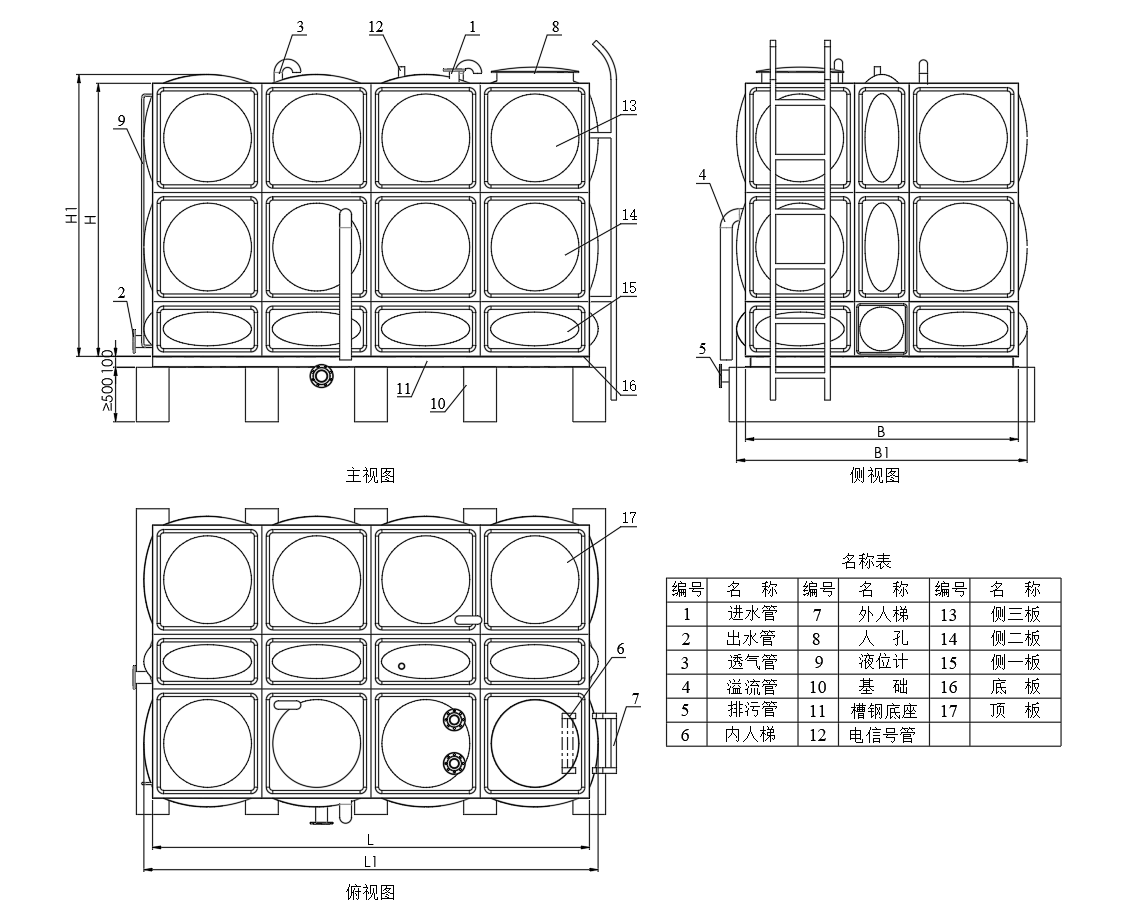 3
12
1
8
13
9
H1
H
14
4
2
15
5
100
≥500
11
10
16
B
B1
主视图
侧视图
17
6
7
L
L1
俯视图
名称表
编号 名 称 编号 名 称 编号 名 称
1 进水管 7 外人梯 13 侧三板
2 出水管 8 人 孔 14 侧二板
3 透气管 9 液位计 15 侧一板
4 溢流管 10 基 础 16 底 板
5 排污管 11 槽钢底座 17 顶 板
6 内人梯 12 电信号管